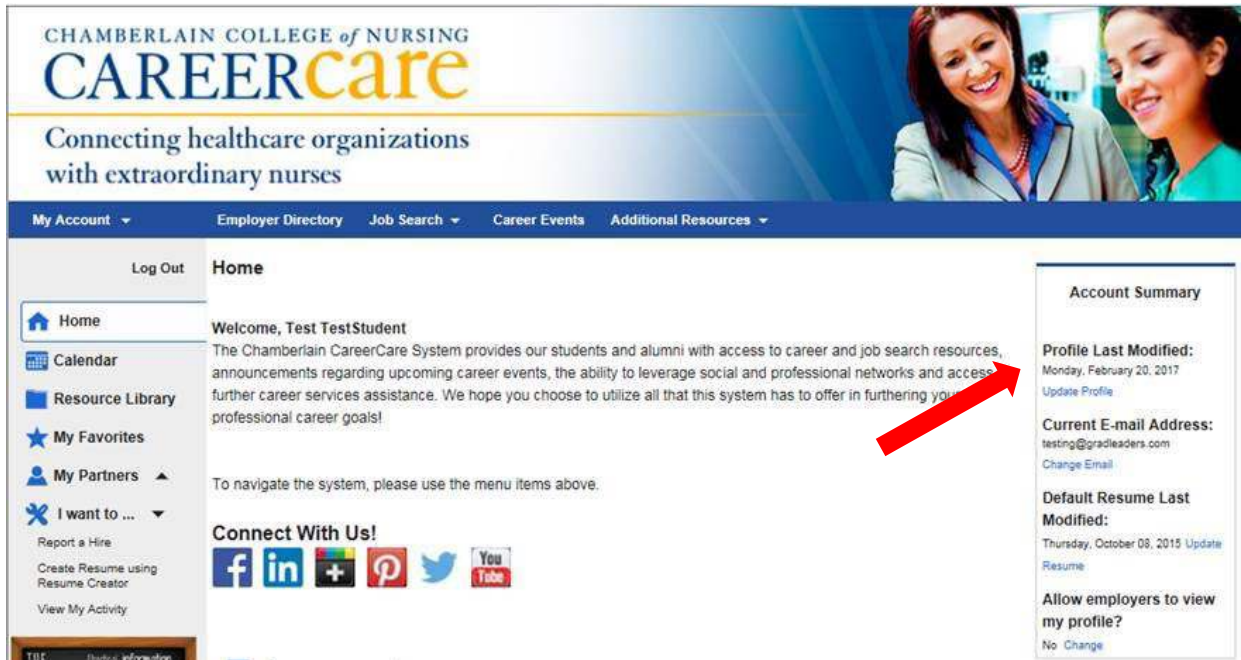 CHAMBERLAIN COLLEGE of NURSING
CAREERCare
Connecting healthcare organizations
with extraordinary nurses
My Account
Employer Directory
Job Search
Career Events
Additional Resources
Log Out
Home
Calendar
Resource Library
My Favorites
My Partners
I want to ...
Report a Hire
Create Resume using
Resume Creator
View My Activity
Home
Welcome, Test TestStudent
The Chamberlain CareerCare System provides our students and alumni with access to career and job search resources,
announcements regarding upcoming career events, the ability to leverage social and professional networks and access
further career services assistance. We hope you choose to utilize all that this system has to offer in furthering your
professional career goals!
To navigate the system, please use the menu items above.
Connect With Us!
You
Tube
Account Summary
Profile Last Modified:
Monday, February 20, 2017
Update Profile
Current E-mail Address:
testing@gradleaders.com
Change Email
Default Resume Last
Modified:
Thursday, October 08, 2015 Update
Resume
Allow employers to view
my profile?
No Change